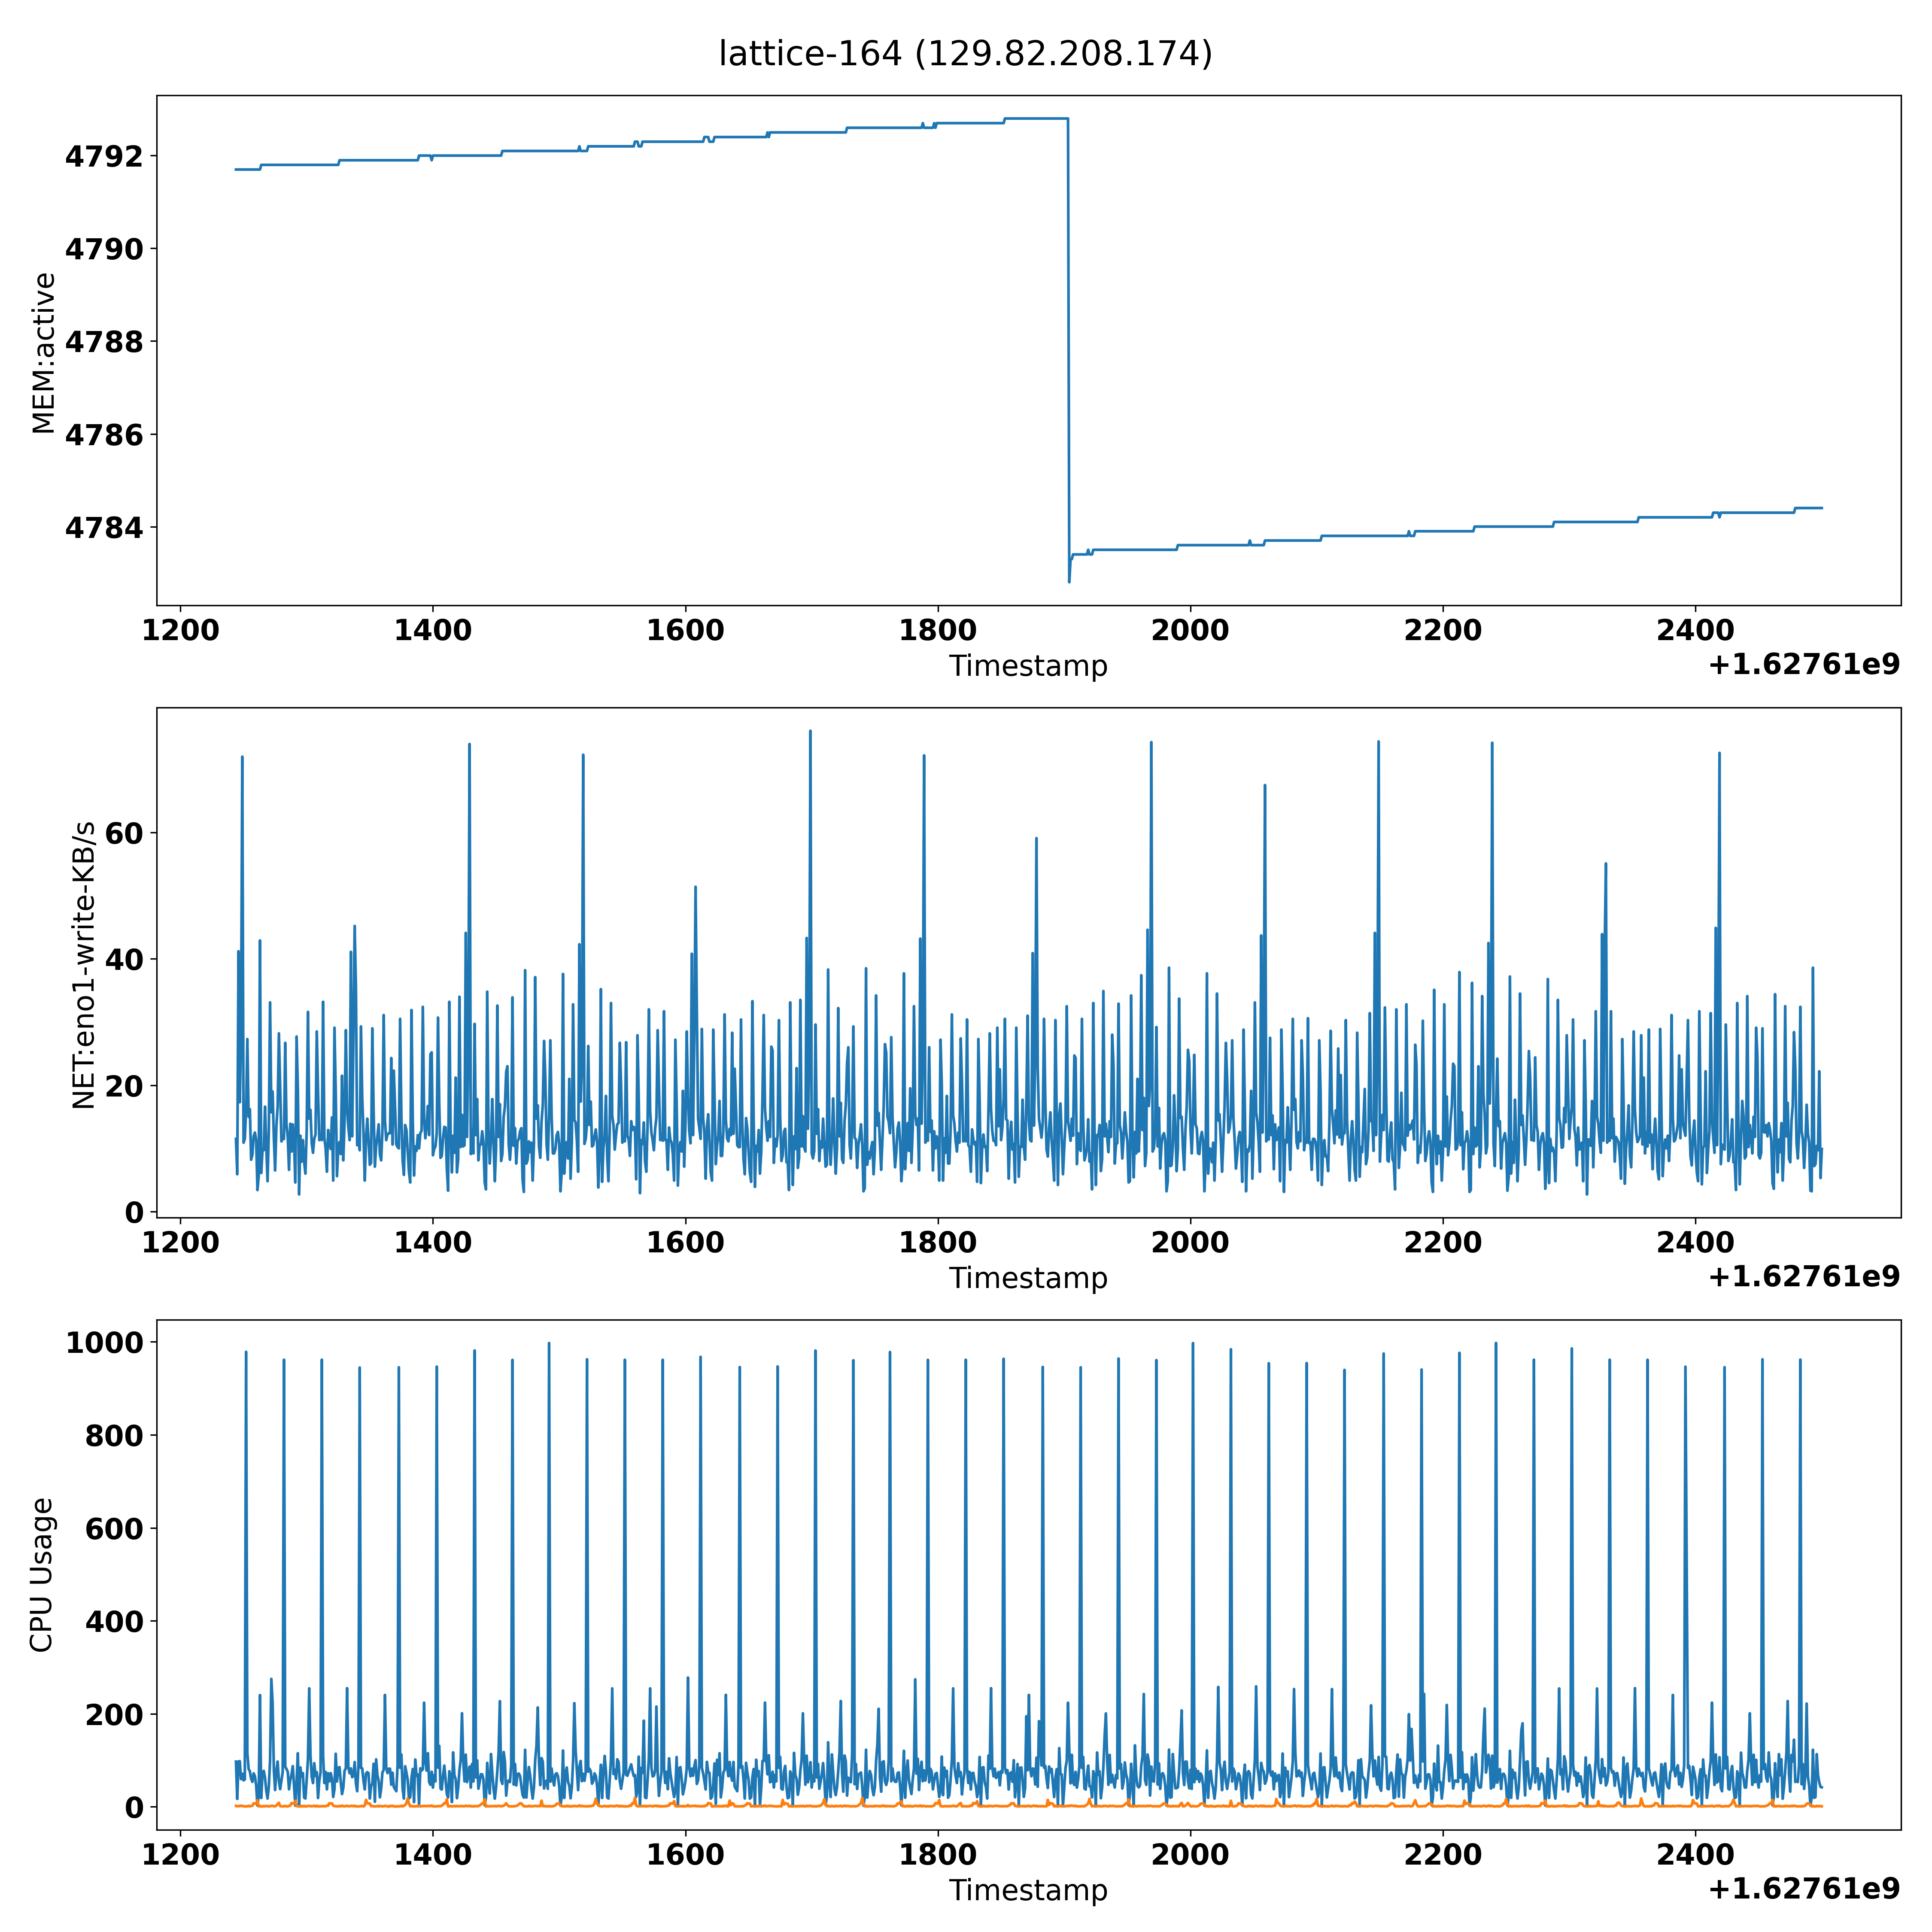 lattice-164 (129.82.208.174)
4792
4790
4788
4786
4784
MEM:active
1200 1400 1600 1800 2000 2200 2400
Timestamp
+1.62761e9
60
40
20
0
NET:eno1-write-KB/s
1200 1400 1600 1800 2000 2200 2400
Timestamp
+1.62761e9
1000
800
600
400
200
0
CPU Usage
1200 1400 1600 1800 2000 2200 2400
Timestamp
+1.62761e9